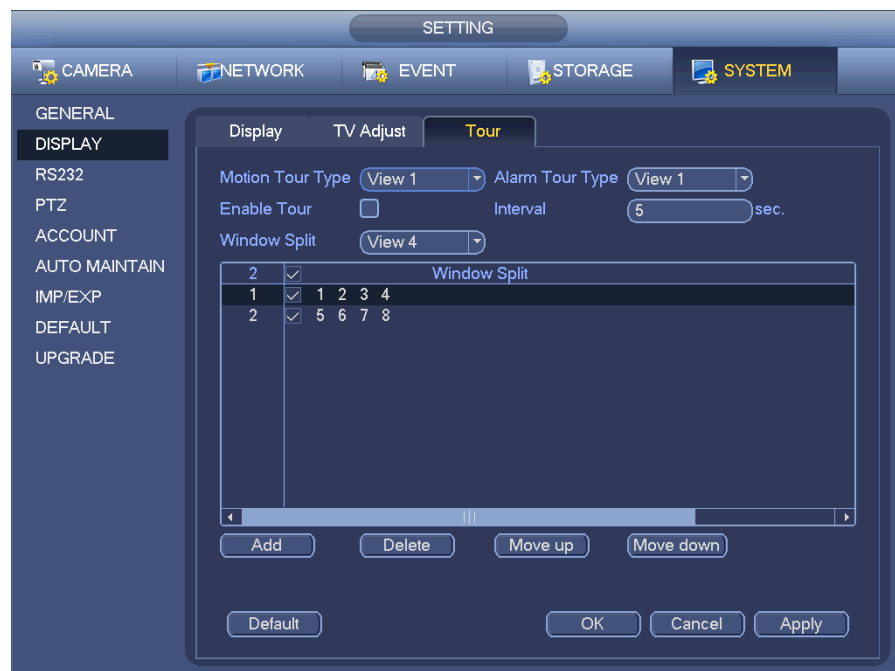 SETTING
CAMERA NETWORK EVENT STORAGE SYSTEM
GENERAL
DISPLAY
RS232
PTZ
ACCOUNT
AUTO MAINTAIN
IMP/EXP
DEFAULT
UPGRADE
Display TV Adjust Tour
Motion Tour Type View 1 Alarm Tour Type View 1
Enable Tour Interval 5 sec.
Window Split View 4
2 Window Split
1 1 2 3 4
2 5 6 7 8
Add Delete Move up Move down
Default OK Cancel Apply